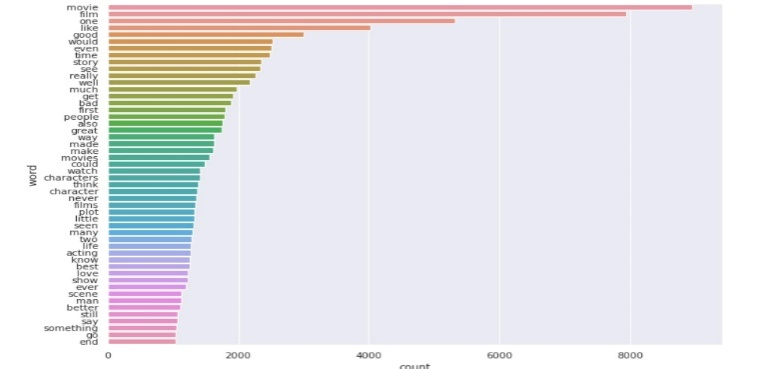 movie
film
one
like
good
would
even
time
story
see
really
well
much
get
bad
first
people
also
great
way
made
make
movies
could
watch
characters
think
character
never
films
plot
little
seen
many
two
life
acting
know
best
love
show
ever
scene
man
better
still
say
something
go
end
word
0 2000 4000 6000 8000
count